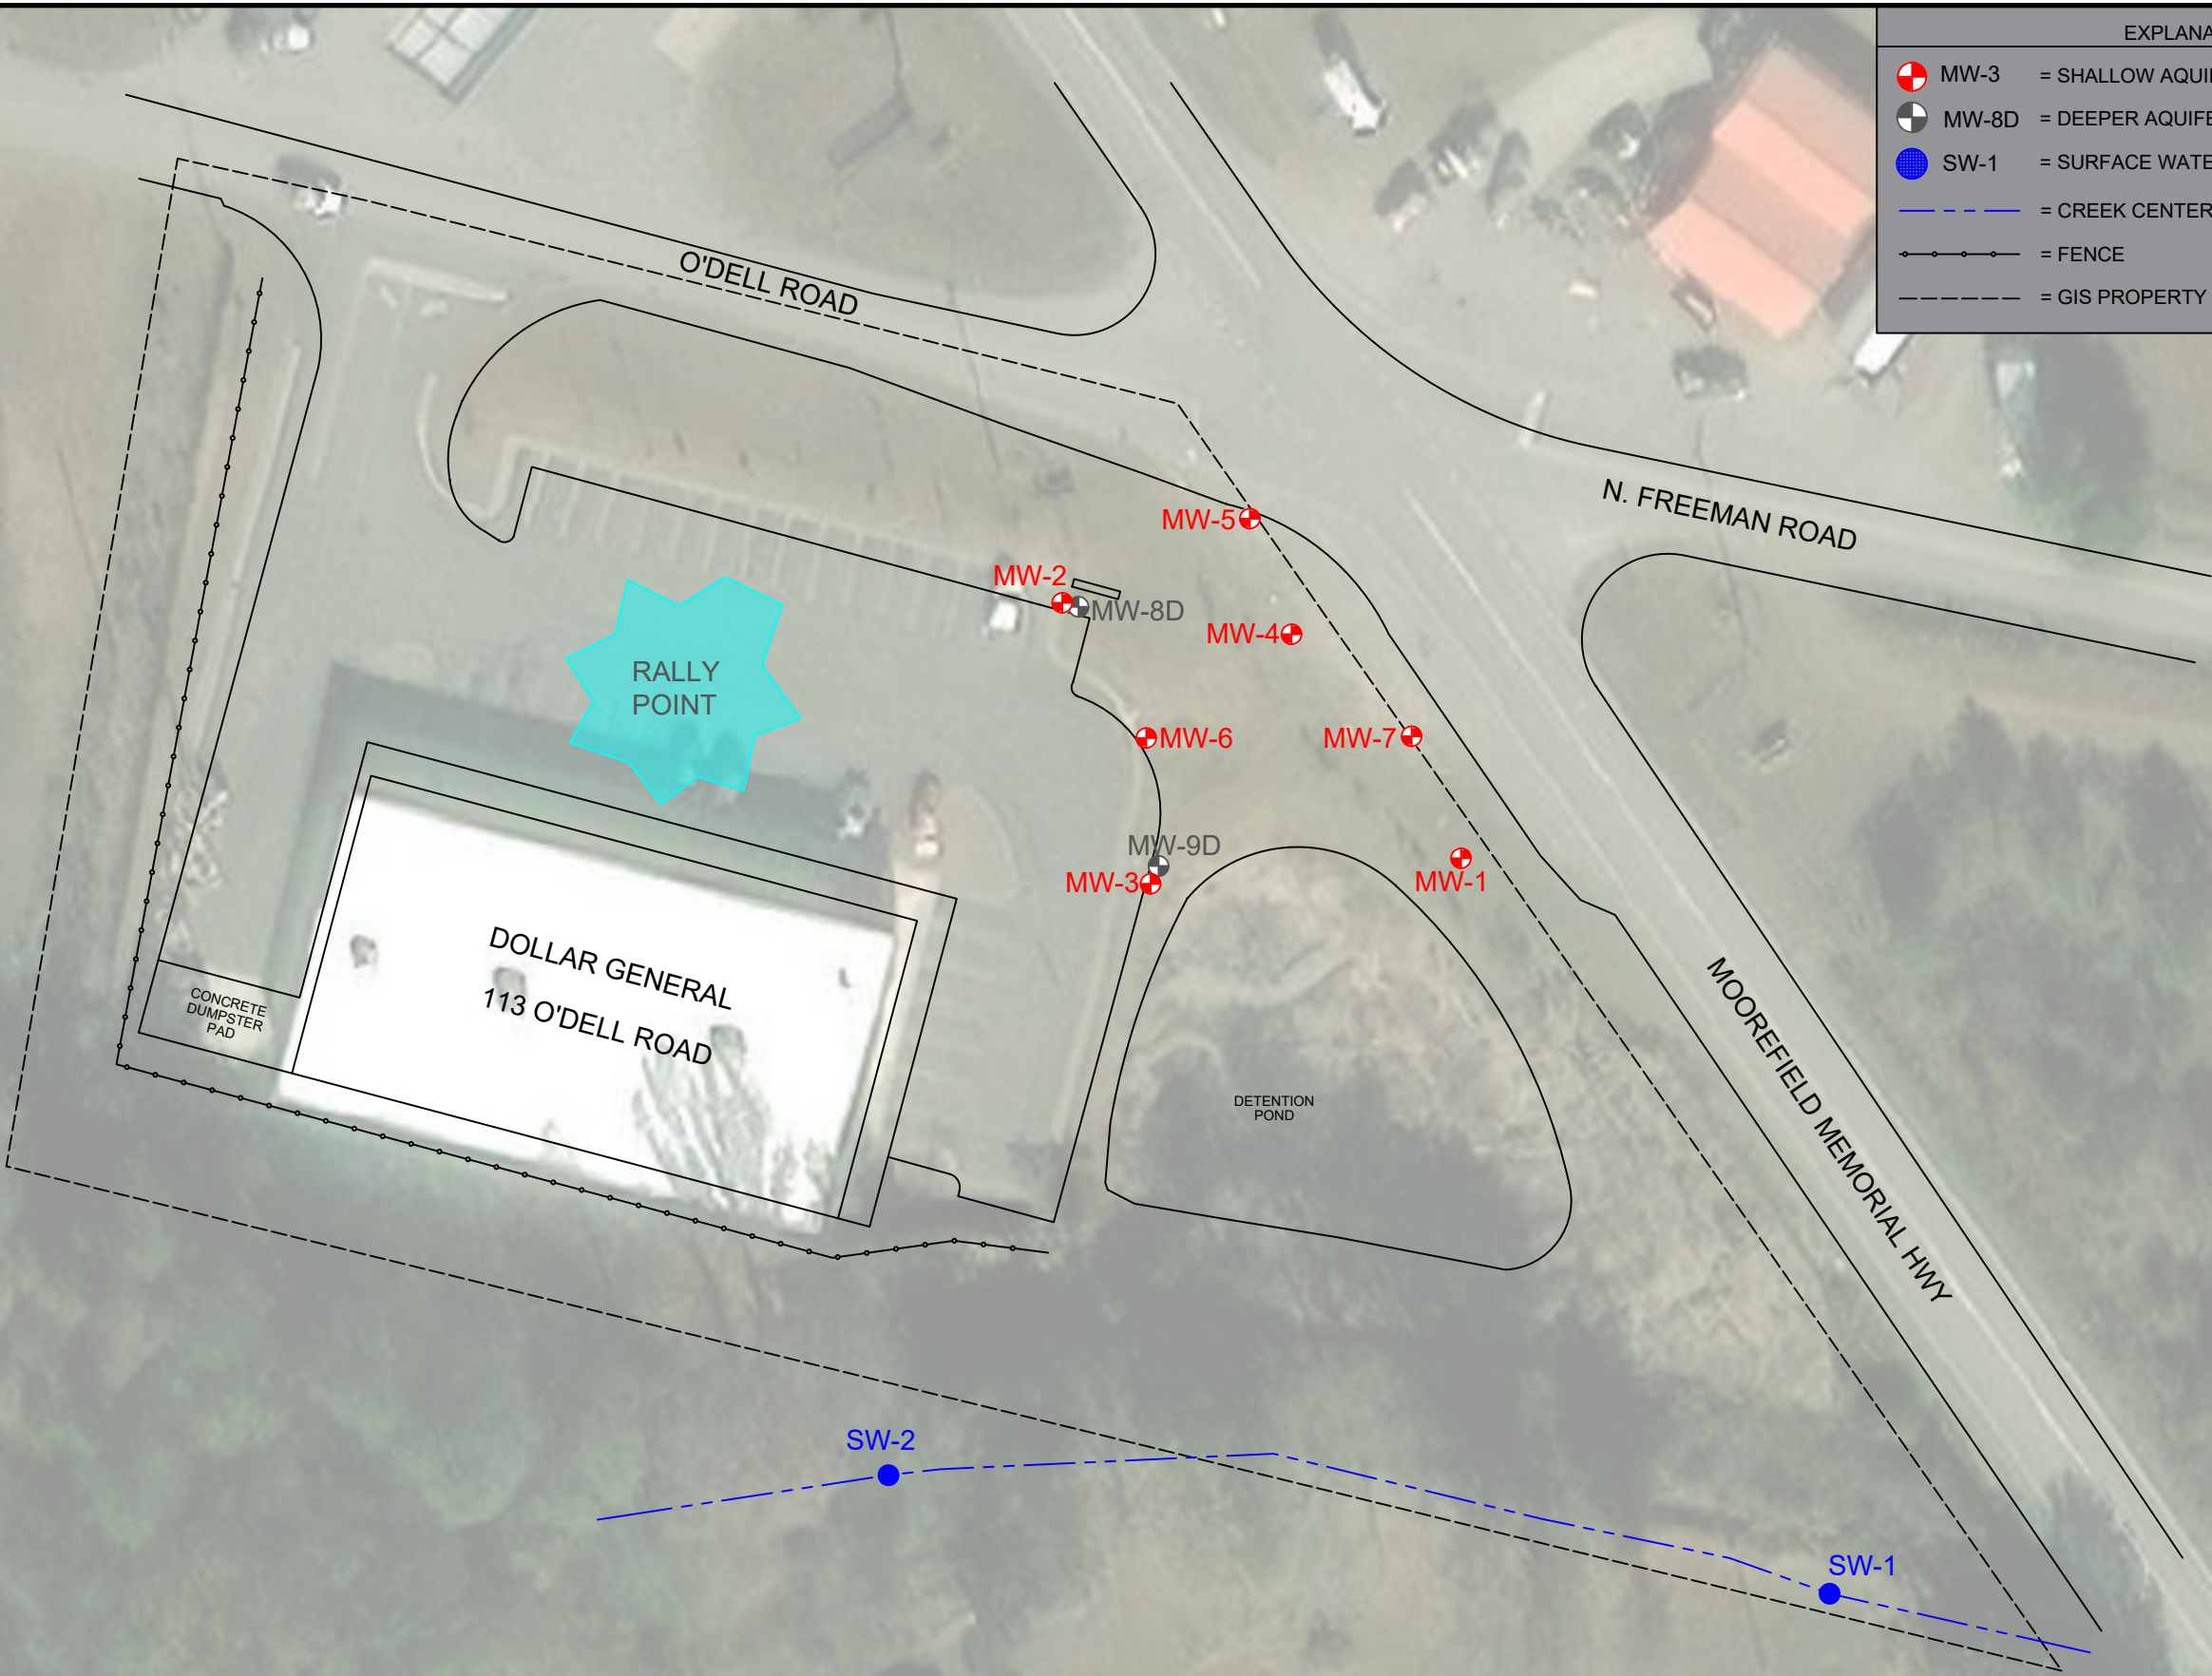 EXPLANA
MW-3 = SHALLOW AQUI
MW-8D = DEEPER AQUIFE
SW-1 = SURFACE WATE
= CREEK CENTER
= FENCE
= GIS PROPERTY
O'DELL ROAD
N. FREEMAN ROAD
MW-5
MW-2
MW-8D
MW-4
RALLY
POINT
MW-6
MW-7
MW-9D
MW-3
MW-1
DOLLAR GENERAL
113 O'DELL ROAD
CONCRETE
DUMPSTER
PAD
MOOREFIELD MEMORIAL HWY
DETENTION
POND
SW-2
SW-1